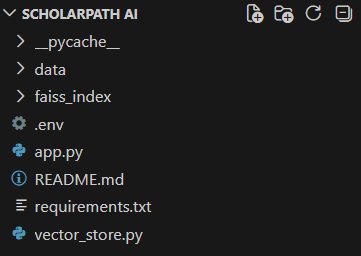 SCHOLARPATH AI
__pycache__
data
faiss_index
.env
app.py
README.md
requirements.txt
vector_store.py